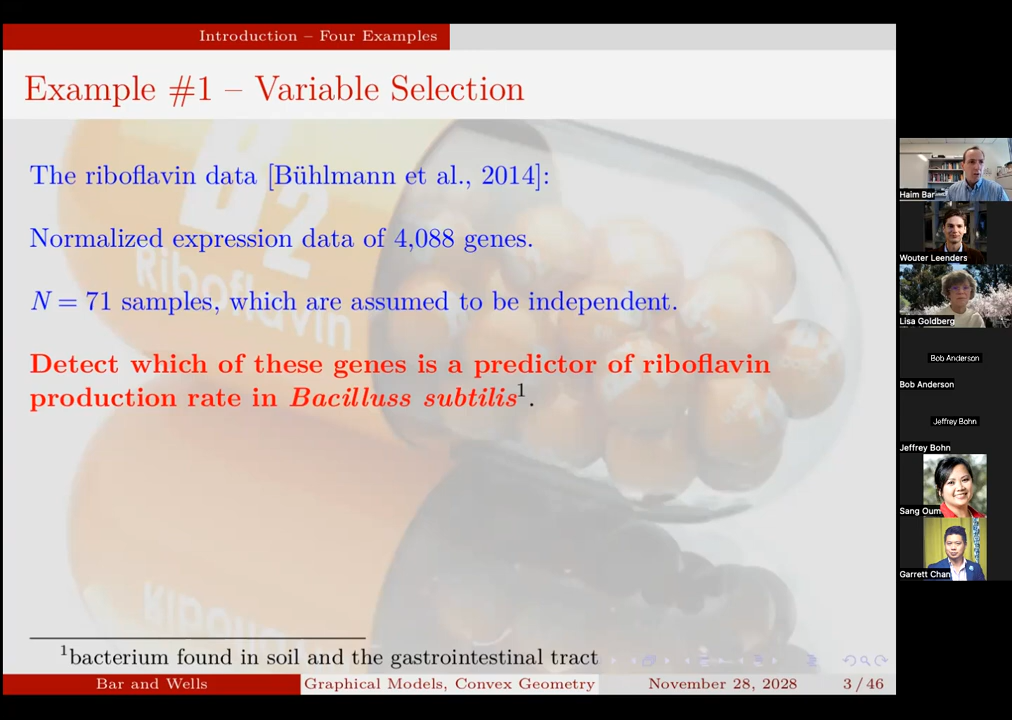 Introduction – Four Examples
Example #1 – Variable Selection
The riboflavin data [Bühlmann et al., 2014]:
Normalized expression data of 4,088 genes.
N = 71 samples, which are assumed to be independent.
Detect which of these genes is a predictor of riboflavin
production rate in Bacilluss subtilis1.
B2
Riboflavin
1bacterium found in soil and the gastrointestinal tract
Bar and Wells
Graphical Models, Convex Geometry
November 28, 2028
3 / 46
Haim Bar
Wouter Leenders
Lisa Goldberg
Bob Anderson
Bob Anderson
Jeffrey Bohn
Jeffrey Bohn
Sang Oum
Garrett Chan